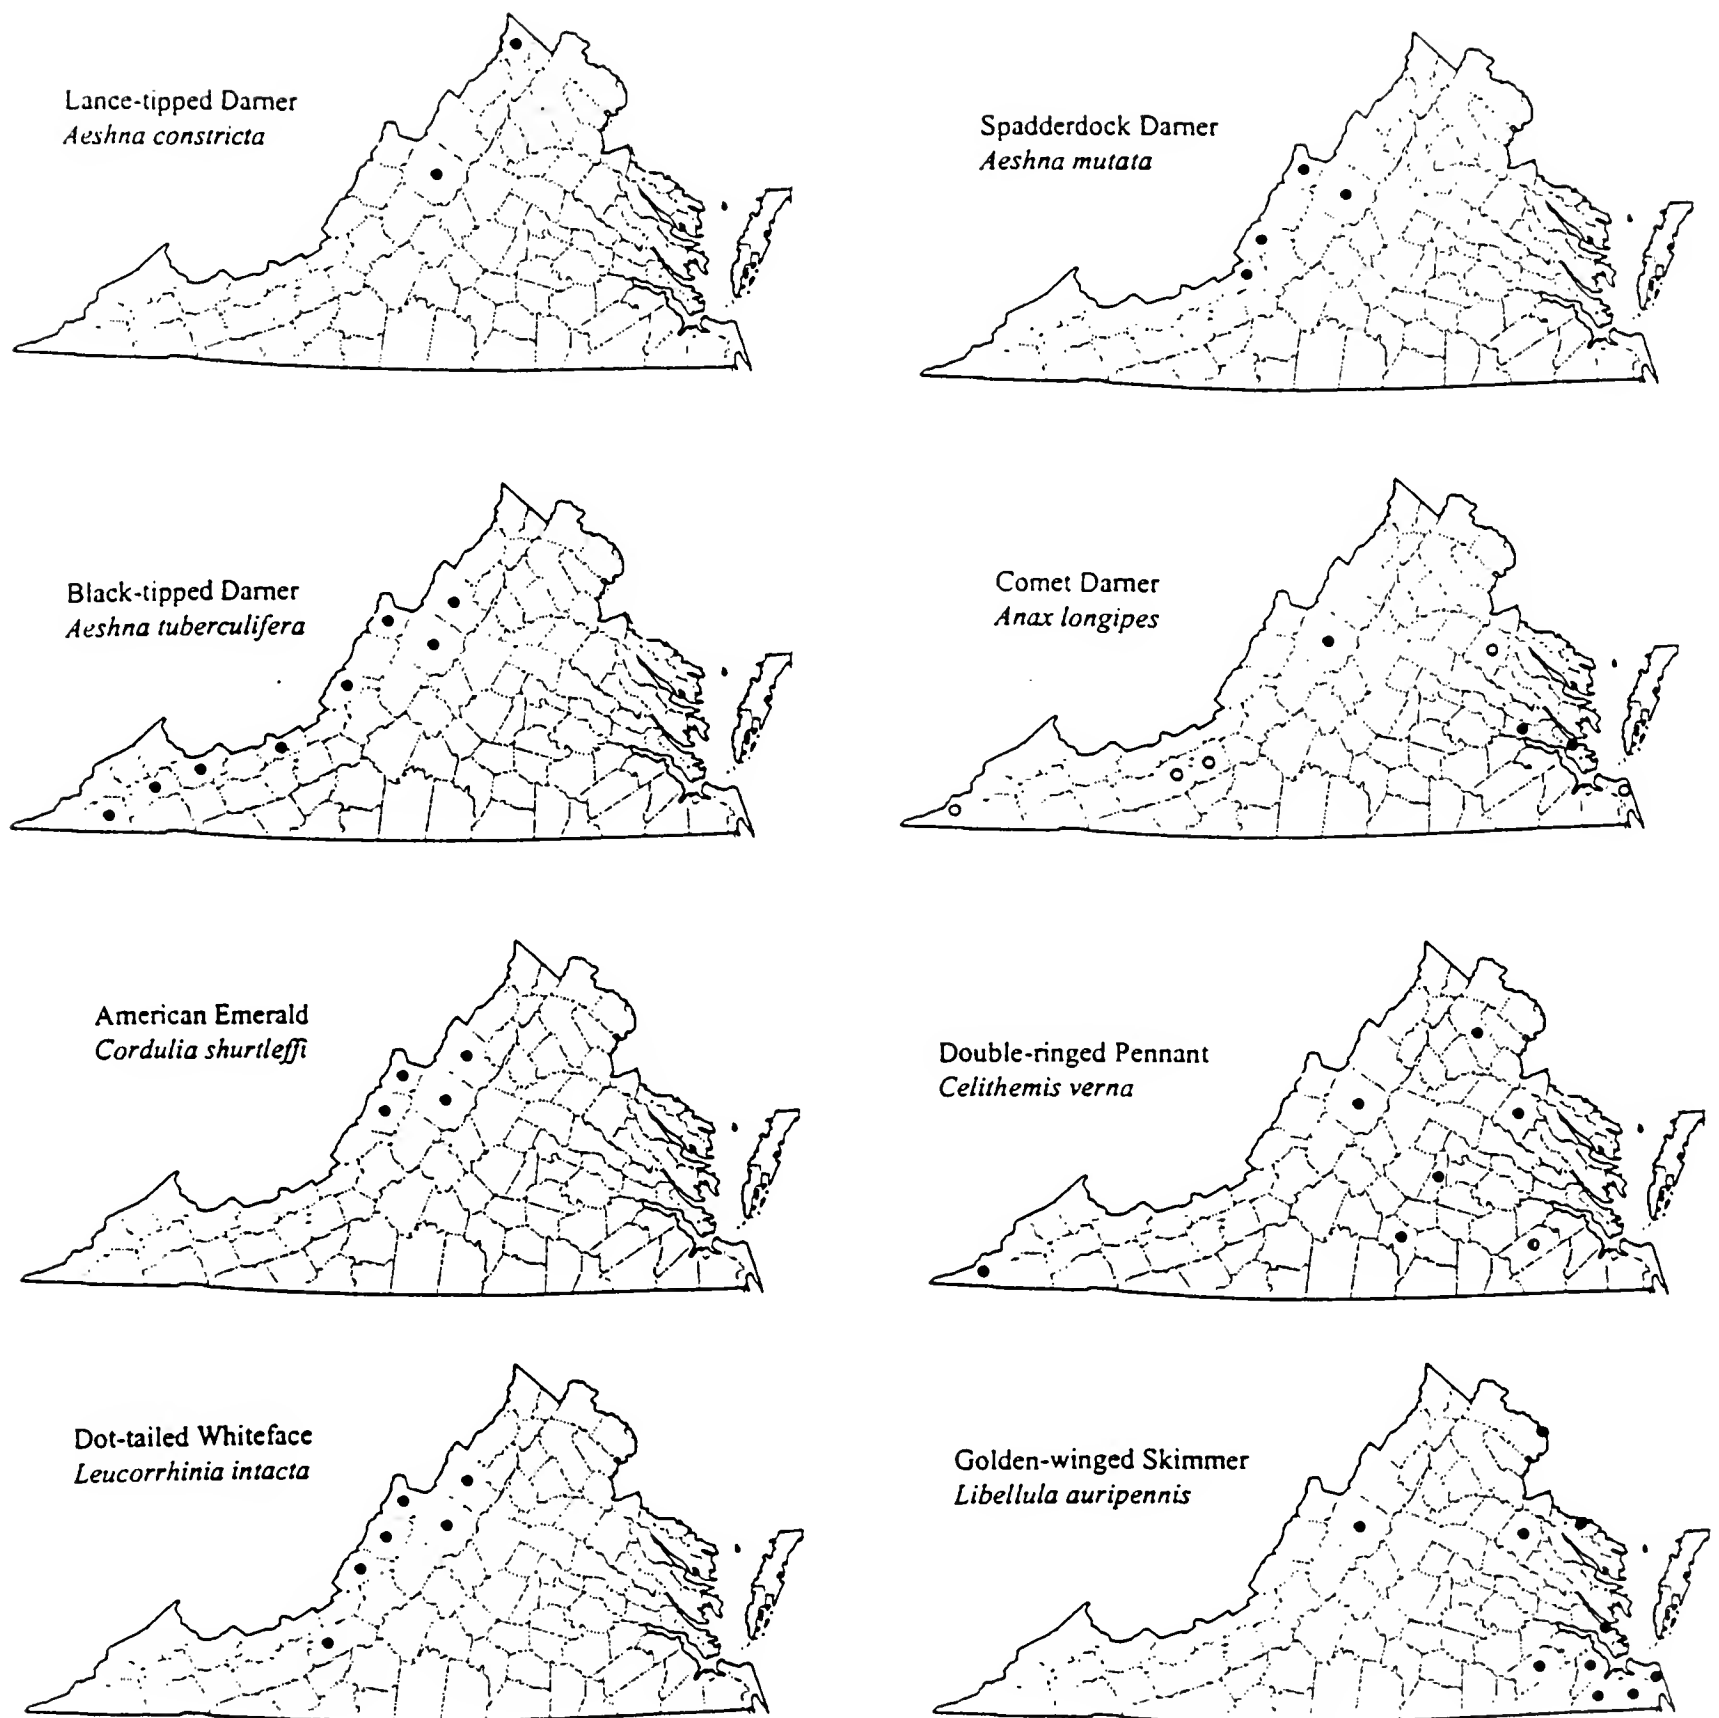 Lance-tipped Darner
Aeshna constricta
Spadderdock Darner
Aeshna mutata
Black-tipped Darner
Aeshna tuberculifera
Comet Darner
Anax longipes
American Emerald
Cordulia shurtleffi
Double-ringed Pennant
Celithemis verna
Dot-tailed Whiteface
Leucorrhinia intacta
Golden-winged Skimmer
Libellula auripennis